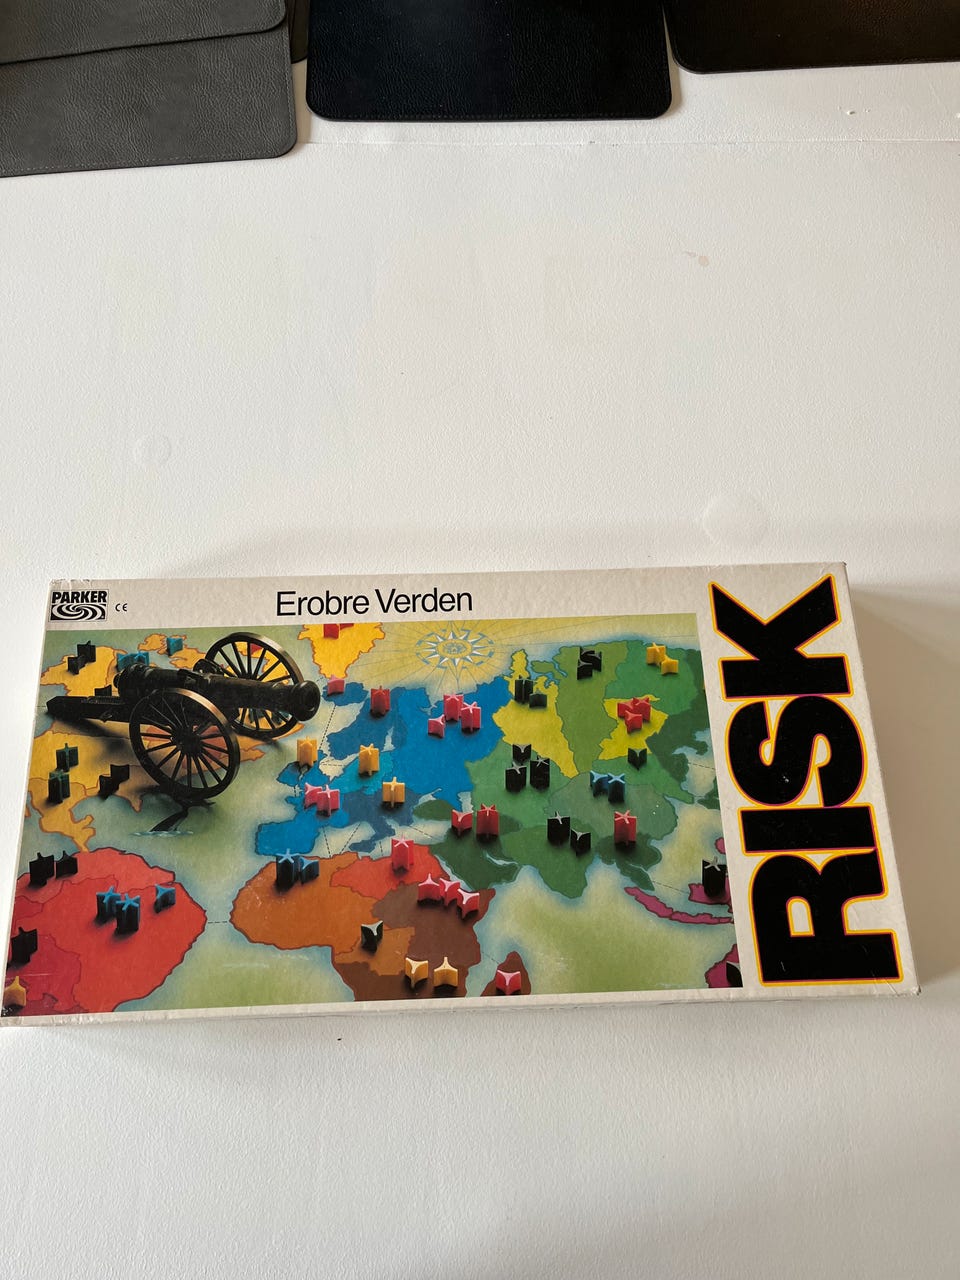 PARKER
CE
Erobre Verden
RISK